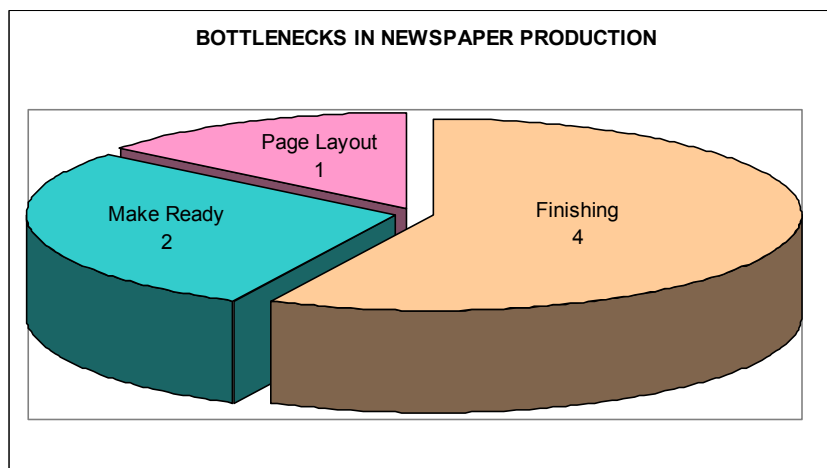 BOTTLENECKS IN NEWSPAPER PRODUCTION
Page Layout
1
Make Ready
2
Finishing
4